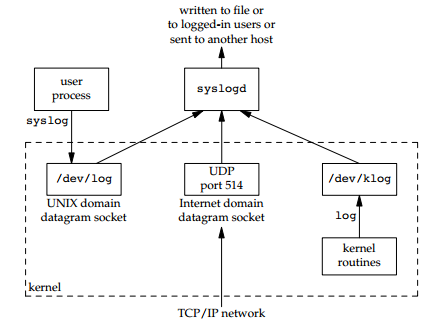 written to file or
to logged-in users or
sent to another host
user
process
syslogd
syslog
/dev/log
UDP
port 514
/dev/klog
UNIX domain
datagram socket
Internet domain
datagram socket
log
kernel
routines
kernel
TCP/IP network